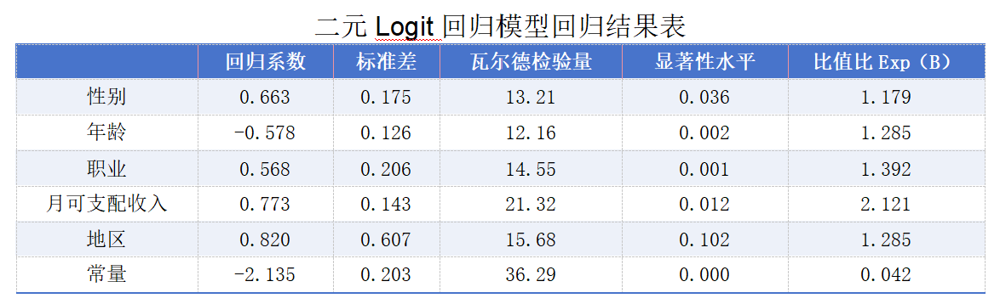 二元 Logit 回归模型回归结果表
回归系数 标准差 瓦尔德检验量 显著性水平 比值比 Exp（B）
性别 0.663 0.175 13.21 0.036 1.179
年龄 -0.578 0.126 12.16 0.002 1.285
职业 0.568 0.206 14.55 0.001 1.392
月可支配收入 0.773 0.143 21.32 0.012 2.121
地区 0.820 0.607 15.68 0.102 1.285
常量 -2.135 0.203 36.29 0.000 0.042